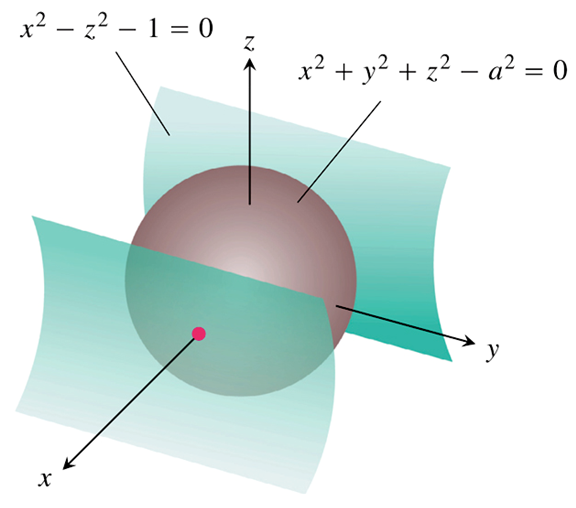 x² − z² − 1 = 0
z
x² + y² + z² − a² = 0
y
x